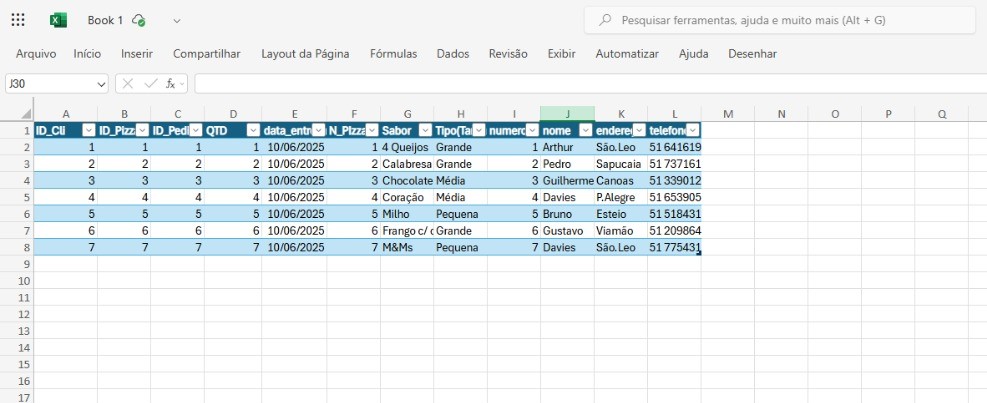 Book 1
Pesquisar ferramentas, ajuda e muito mais (Alt + G)
Arquivo Início Inserir Compartilhar Layout da Página Fórmulas Dados Revisão Exibir Automatizar Ajuda Desenhar
J30 fx
A B C D E F G H I J K L M N O P Q
1 ID_Cli ID_Pizz ID_Pedi QTD data_entre N_PIzza Sabor Tipo(Ta numero nome endere telefon
2 1 1 1 1 10/06/2025 1 4 Queijos Grande 1 Arthur São.Leo 51 641619
3 2 2 2 2 10/06/2025 2 Calabresa Grande 2 Pedro Sapucaia 51 737161
4 3 3 3 3 10/06/2025 3 Chocolate Média 3 Guilherme Canoas 51 339012
5 4 4 4 4 10/06/2025 4 Coração Média 4 Davies P.Alegre 51 653905
6 5 5 5 5 10/06/2025 5 Milho Pequena 5 Bruno Esteio 51 518431
7 6 6 6 6 10/06/2025 6 Frango c/ Grande 6 Gustavo Viamão 51 209864
8 7 7 7 7 10/06/2025 7 M&Ms Pequena 7 Davies São.Leo 51 775431
9
10
11
12
13
14
15
16
17